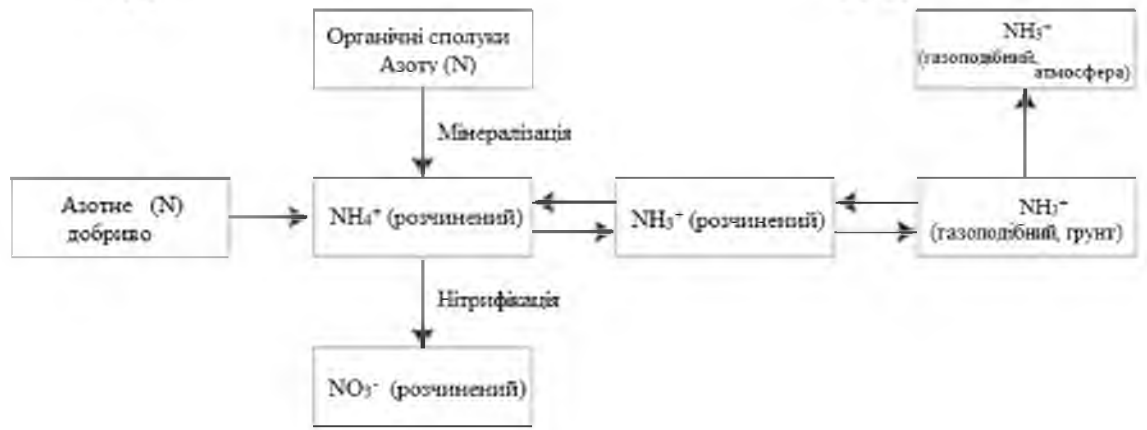 Органічні сполуки
Азоту (N)
NH₃⁺
(газоподібний,
атмосфера)
Мінералізація
Азотне (N)
добриво
NH₄⁺ (розчинений)
NH₃⁺ (розчинений)
NH₃⁺
(газоподібний, грунт)
Нітрифікація
NO₃⁻ (розчинений)